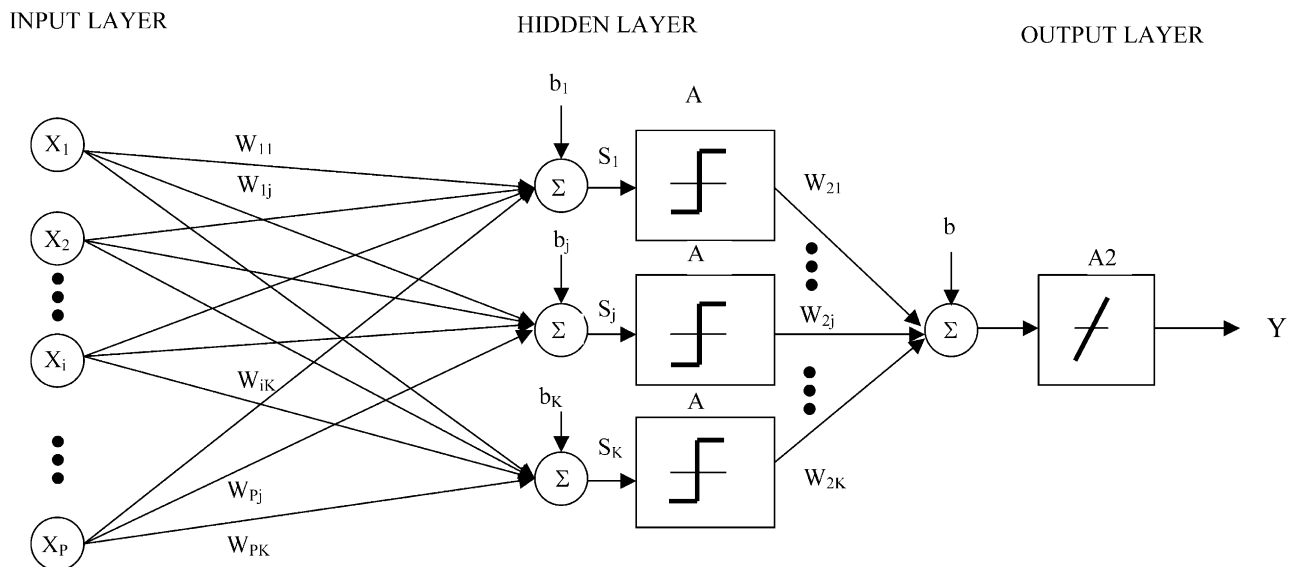 INPUT LAYER
HIDDEN LAYER
OUTPUT LAYER
b₁
A
X₁
W₁₁
S₁
Σ
W₁ⱼ
W₂₁
X₂
bⱼ
A
b
A2
Sⱼ
Σ
W₂ⱼ
Σ
Y
Xᵢ
WᵢK
bK
A
SK
Σ
W₂K
WPj
XP
WPK